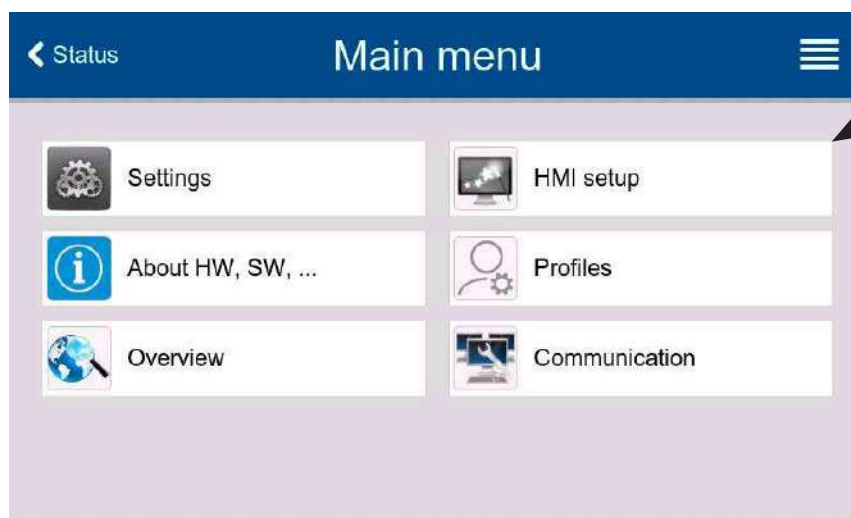 Status
Main menu
Settings
HMI setup
About HW, SW, ...
Profiles
Overview
Communication